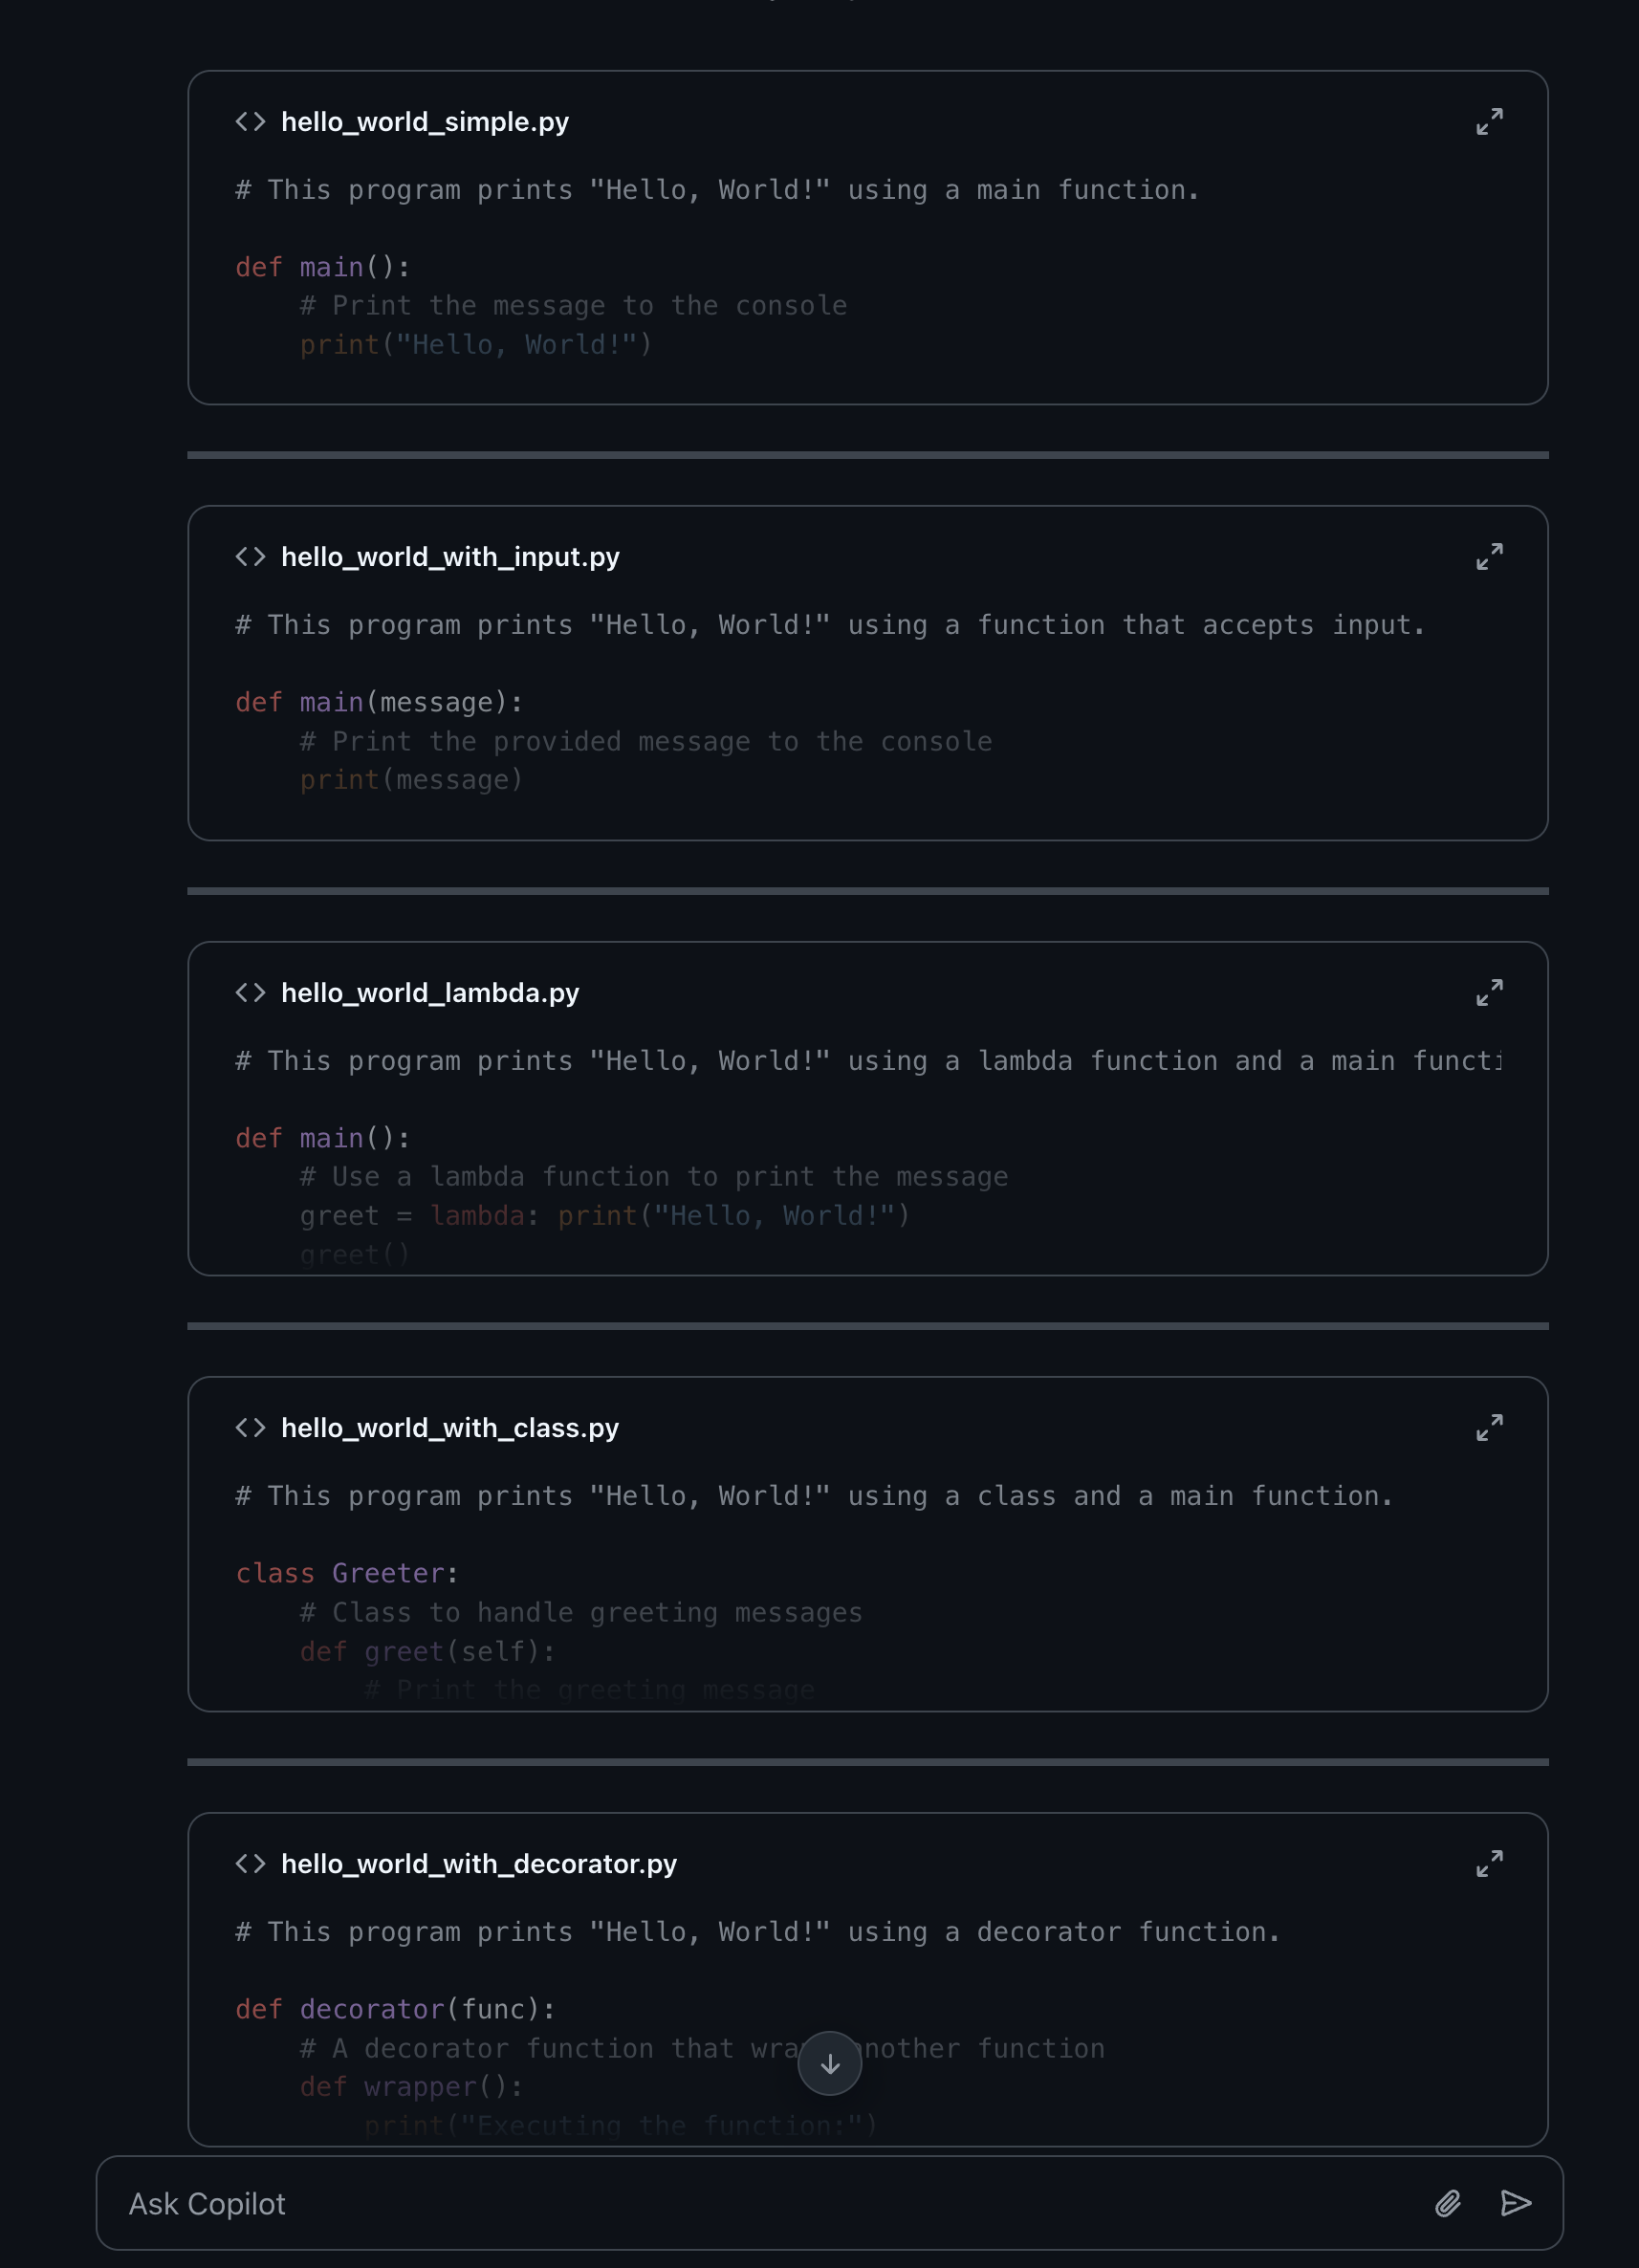 hello_world_simple.py
# This program prints "Hello, World!" using a main function.
def main():
    # Print the message to the console
    print("Hello, World!")
hello_world_with_input.py
# This program prints "Hello, World!" using a function that accepts input.
def main(message):
    # Print the provided message to the console
    print(message)
hello_world_lambda.py
# This program prints "Hello, World!" using a lambda function and a main functi
def main():
    # Use a lambda function to print the message
    greet = lambda: print("Hello, World!")
    greet()
hello_world_with_class.py
# This program prints "Hello, World!" using a class and a main function.
class Greeter:
    # Class to handle greeting messages
    def greet(self):
        # Print the greeting message
hello_world_with_decorator.py
# This program prints "Hello, World!" using a decorator function.
def decorator(func):
    # A decorator function that wra nother function
    def wrapper():
        print("Executing the function:")
Ask Copilot